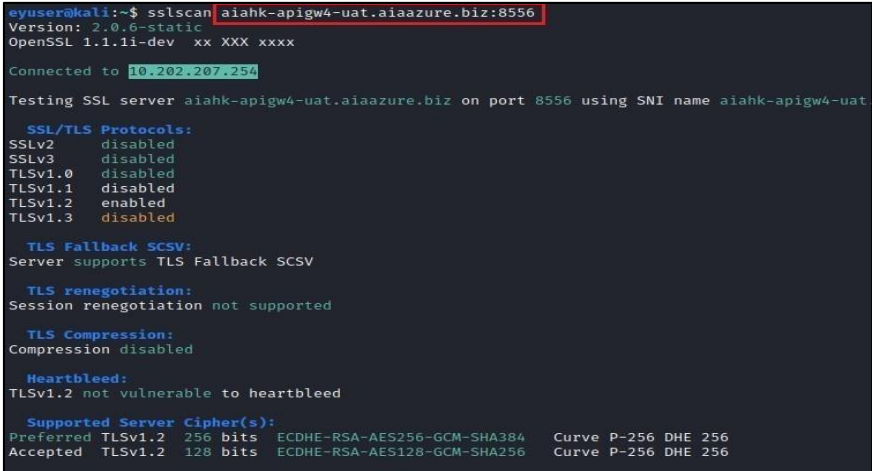 eyuser@kali:~$ sslscan aiahk-apigw4-uat.aiaazure.biz:8556
Version: 2.0.6-static
OpenSSL 1.1.1i-dev xx XXX xxxx
Connected to 10.202.207.254
Testing SSL server aiahk-apigw4-uat.aiaazure.biz on port 8556 using SNI name aiahk-apigw4-uat.
SSL/TLS Protocols:
SSLv2 disabled
SSLv3 disabled
TLSv1.0 disabled
TLSv1.1 disabled
TLSv1.2 enabled
TLSv1.3 disabled
TLS Fallback SCSV:
Server supports TLS Fallback SCSV
TLS renegotiation:
Session renegotiation not supported
TLS Compression:
Compression disabled
Heartbleed:
TLSv1.2 not vulnerable to heartbleed
Supported Server Cipher(s):
Preferred TLSv1.2 256 bits ECDHE-RSA-AES256-GCM-SHA384 Curve P-256 DHE 256
Accepted TLSv1.2 128 bits ECDHE-RSA-AES128-GCM-SHA256 Curve P-256 DHE 256